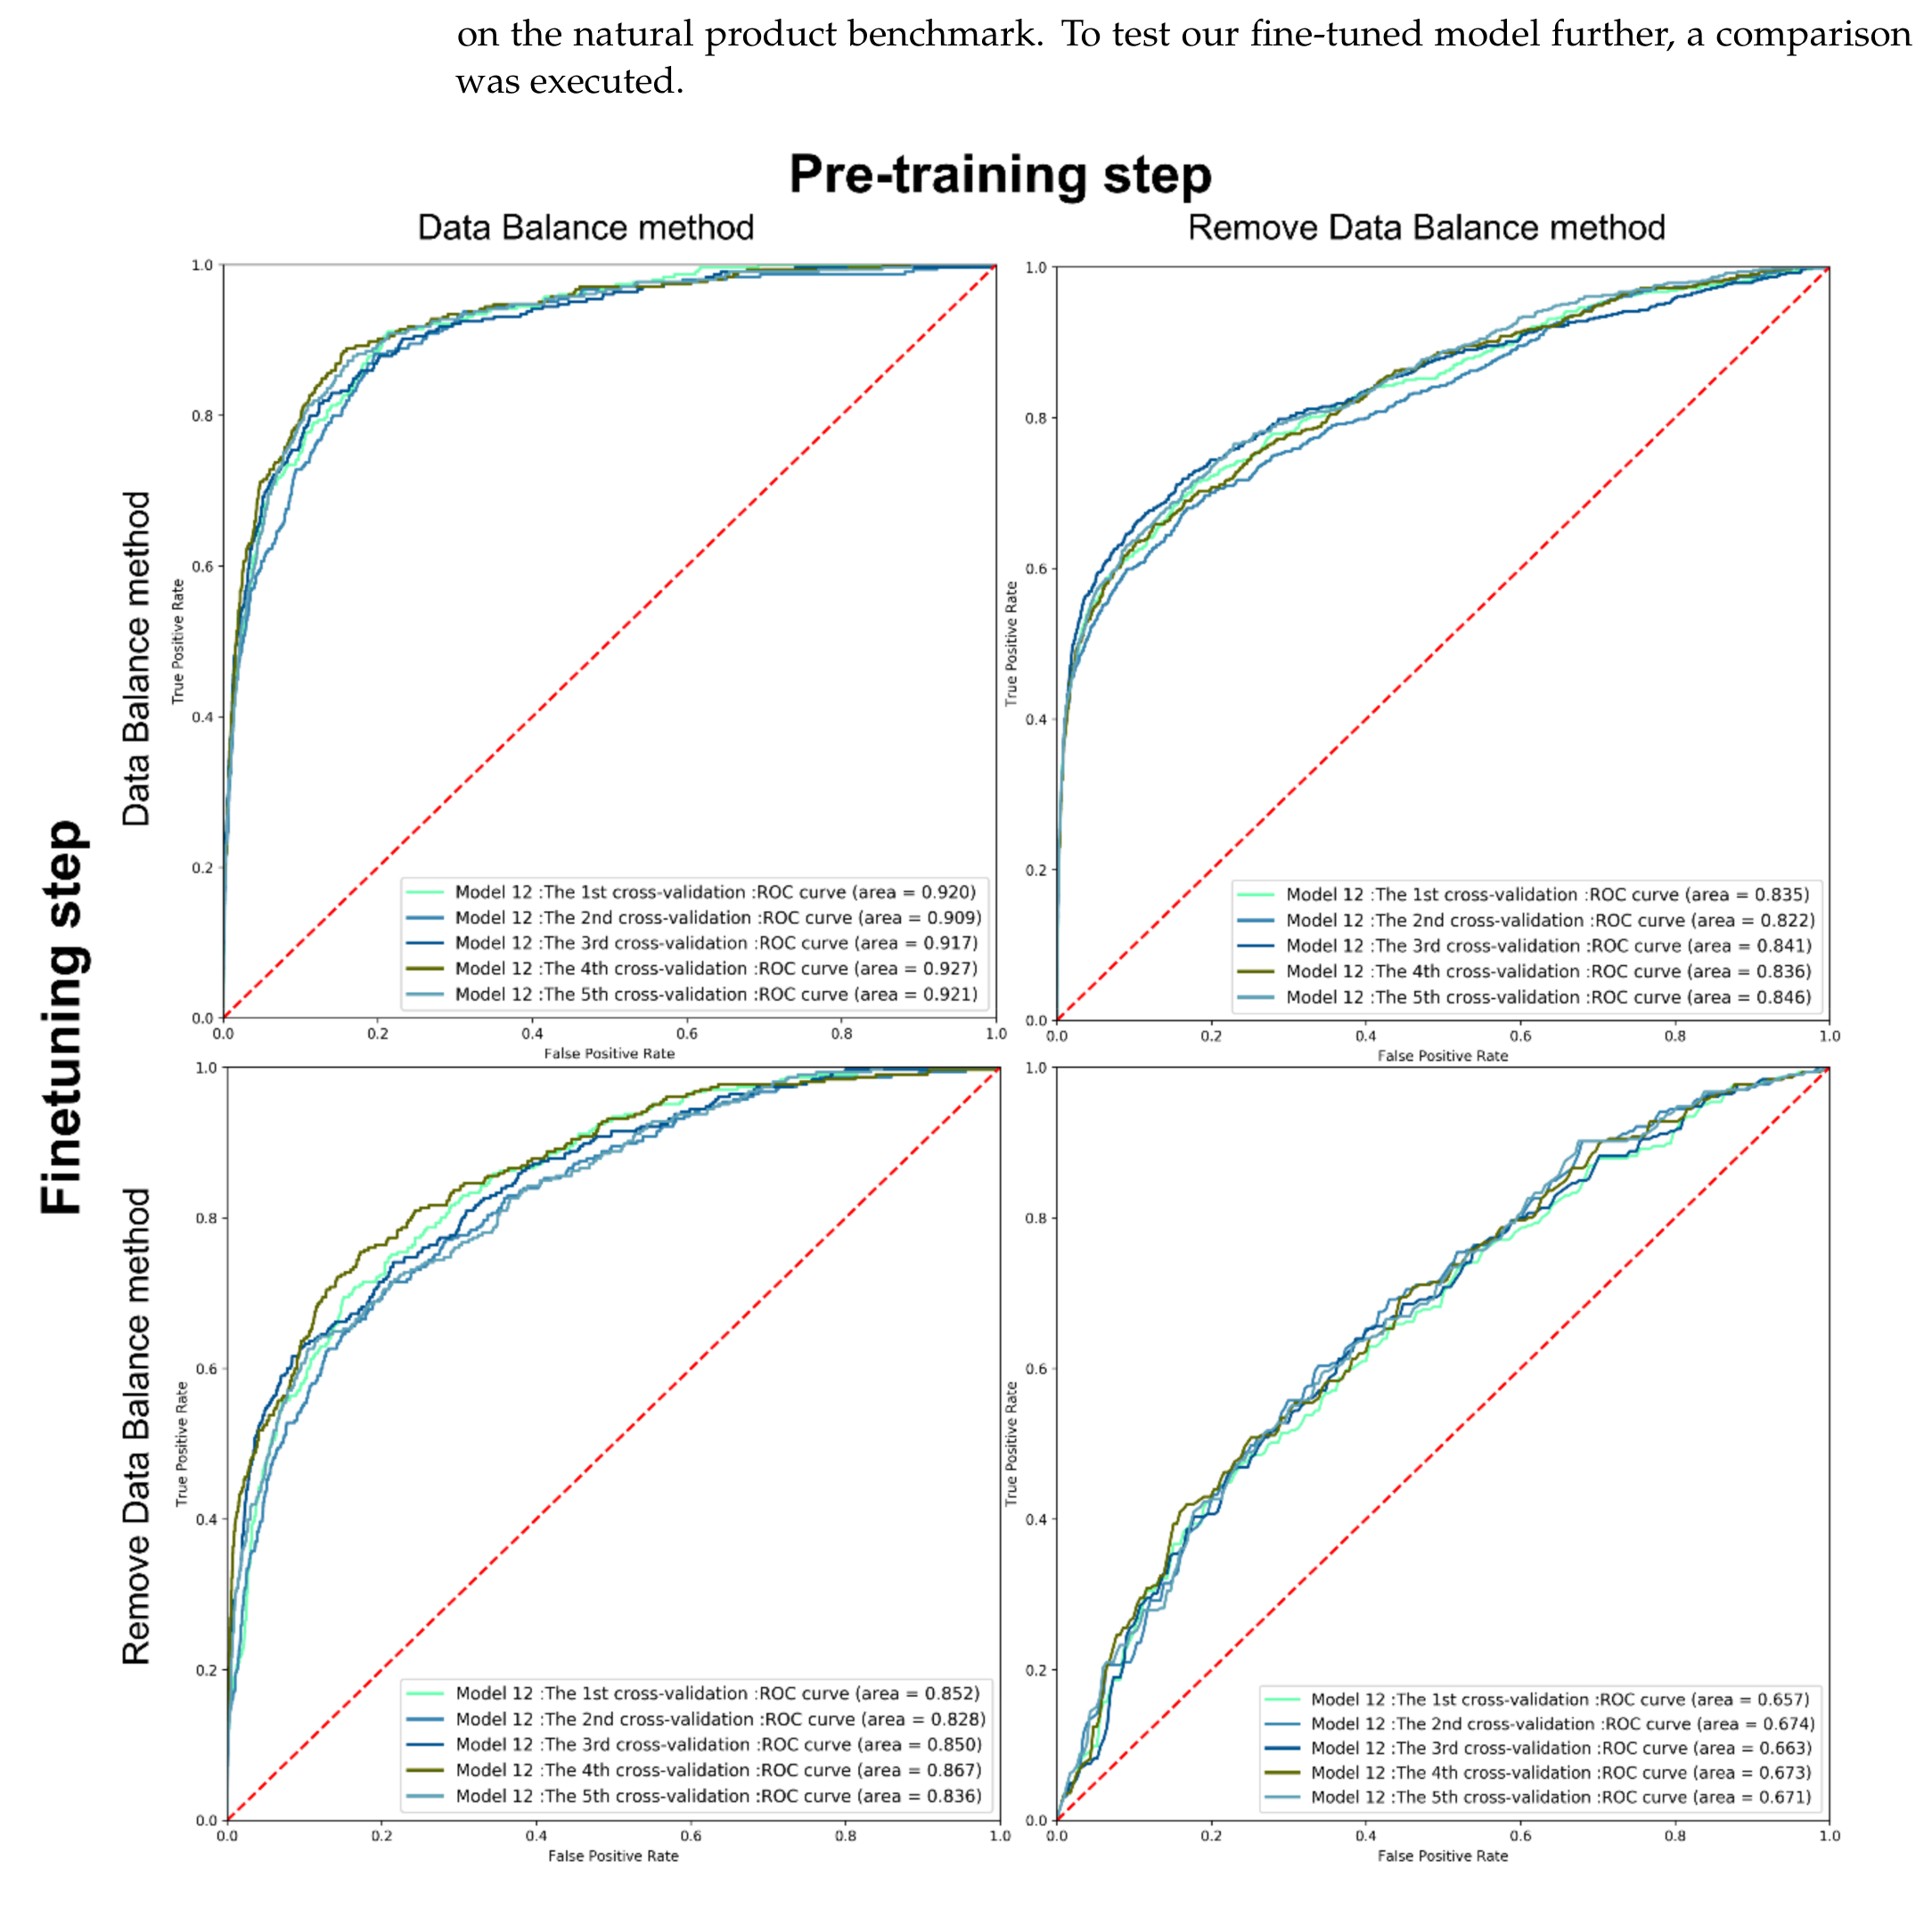 on the natural product benchmark. To test our fine-tuned model further, a comparison
was executed.
Pre-training step
Data Balance method
Remove Data Balance method
Finetuning step
Data Balance method
True Positive Rate
1.0
0.8
0.6
0.4
0.2
0.0
Model 12 :The 1st cross-validation :ROC curve (area = 0.920)
Model 12 :The 2nd cross-validation :ROC curve (area = 0.909)
Model 12 :The 3rd cross-validation :ROC curve (area = 0.917)
Model 12 :The 4th cross-validation :ROC curve (area = 0.927)
Model 12 :The 5th cross-validation :ROC curve (area = 0.921)
0.0 0.2 0.4 0.6 0.8 1.0
False Positive Rate
True Positive Rate
1.0
0.8
0.6
0.4
0.2
0.0
Model 12 :The 1st cross-validation :ROC curve (area = 0.835)
Model 12 :The 2nd cross-validation :ROC curve (area = 0.822)
Model 12 :The 3rd cross-validation :ROC curve (area = 0.841)
Model 12 :The 4th cross-validation :ROC curve (area = 0.836)
Model 12 :The 5th cross-validation :ROC curve (area = 0.846)
0.0 0.2 0.4 0.6 0.8 1.0
False Positive Rate
Remove Data Balance method
True Positive Rate
1.0
0.8
0.6
0.4
0.2
0.0
Model 12 :The 1st cross-validation :ROC curve (area = 0.852)
Model 12 :The 2nd cross-validation :ROC curve (area = 0.828)
Model 12 :The 3rd cross-validation :ROC curve (area = 0.850)
Model 12 :The 4th cross-validation :ROC curve (area = 0.867)
Model 12 :The 5th cross-validation :ROC curve (area = 0.836)
0.0 0.2 0.4 0.6 0.8 1.0
False Positive Rate
True Positive Rate
1.0
0.8
0.6
0.4
0.2
0.0
Model 12 :The 1st cross-validation :ROC curve (area = 0.657)
Model 12 :The 2nd cross-validation :ROC curve (area = 0.674)
Model 12 :The 3rd cross-validation :ROC curve (area = 0.663)
Model 12 :The 4th cross-validation :ROC curve (area = 0.673)
Model 12 :The 5th cross-validation :ROC curve (area = 0.671)
0.0 0.2 0.4 0.6 0.8 1.0
False Positive Rate